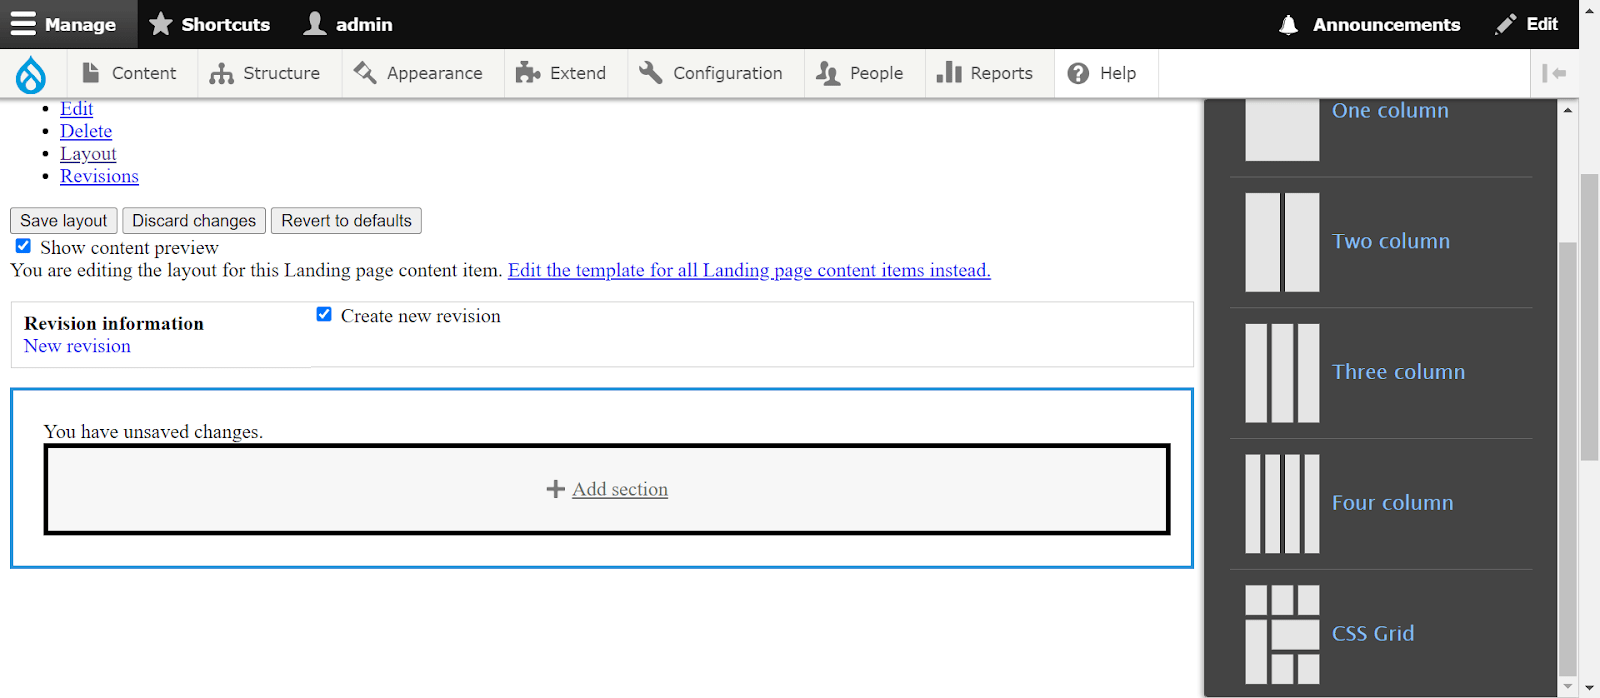 Manage Shortcuts admin Announcements Edit
Content Structure Appearance Extend Configuration People Reports Help
Edit
Delete
Layout
Revisions
Save layout Discard changes Revert to defaults
Show content preview
You are editing the layout for this Landing page content item. Edit the template for all Landing page content items instead.
Revision information
New revision
Create new revision
You have unsaved changes.
Add section
One column
Two column
Three column
Four column
CSS Grid